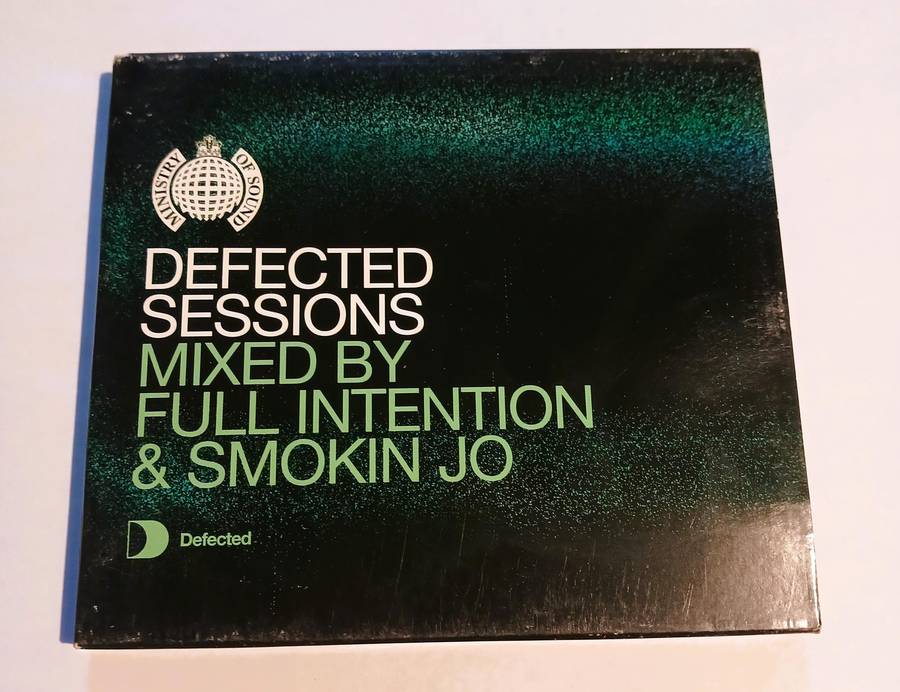 MINISTRY OF SOUND
DEFECTED
SESSIONS
MIXED BY
FULL INTENTION
& SMOKIN JO
Defected